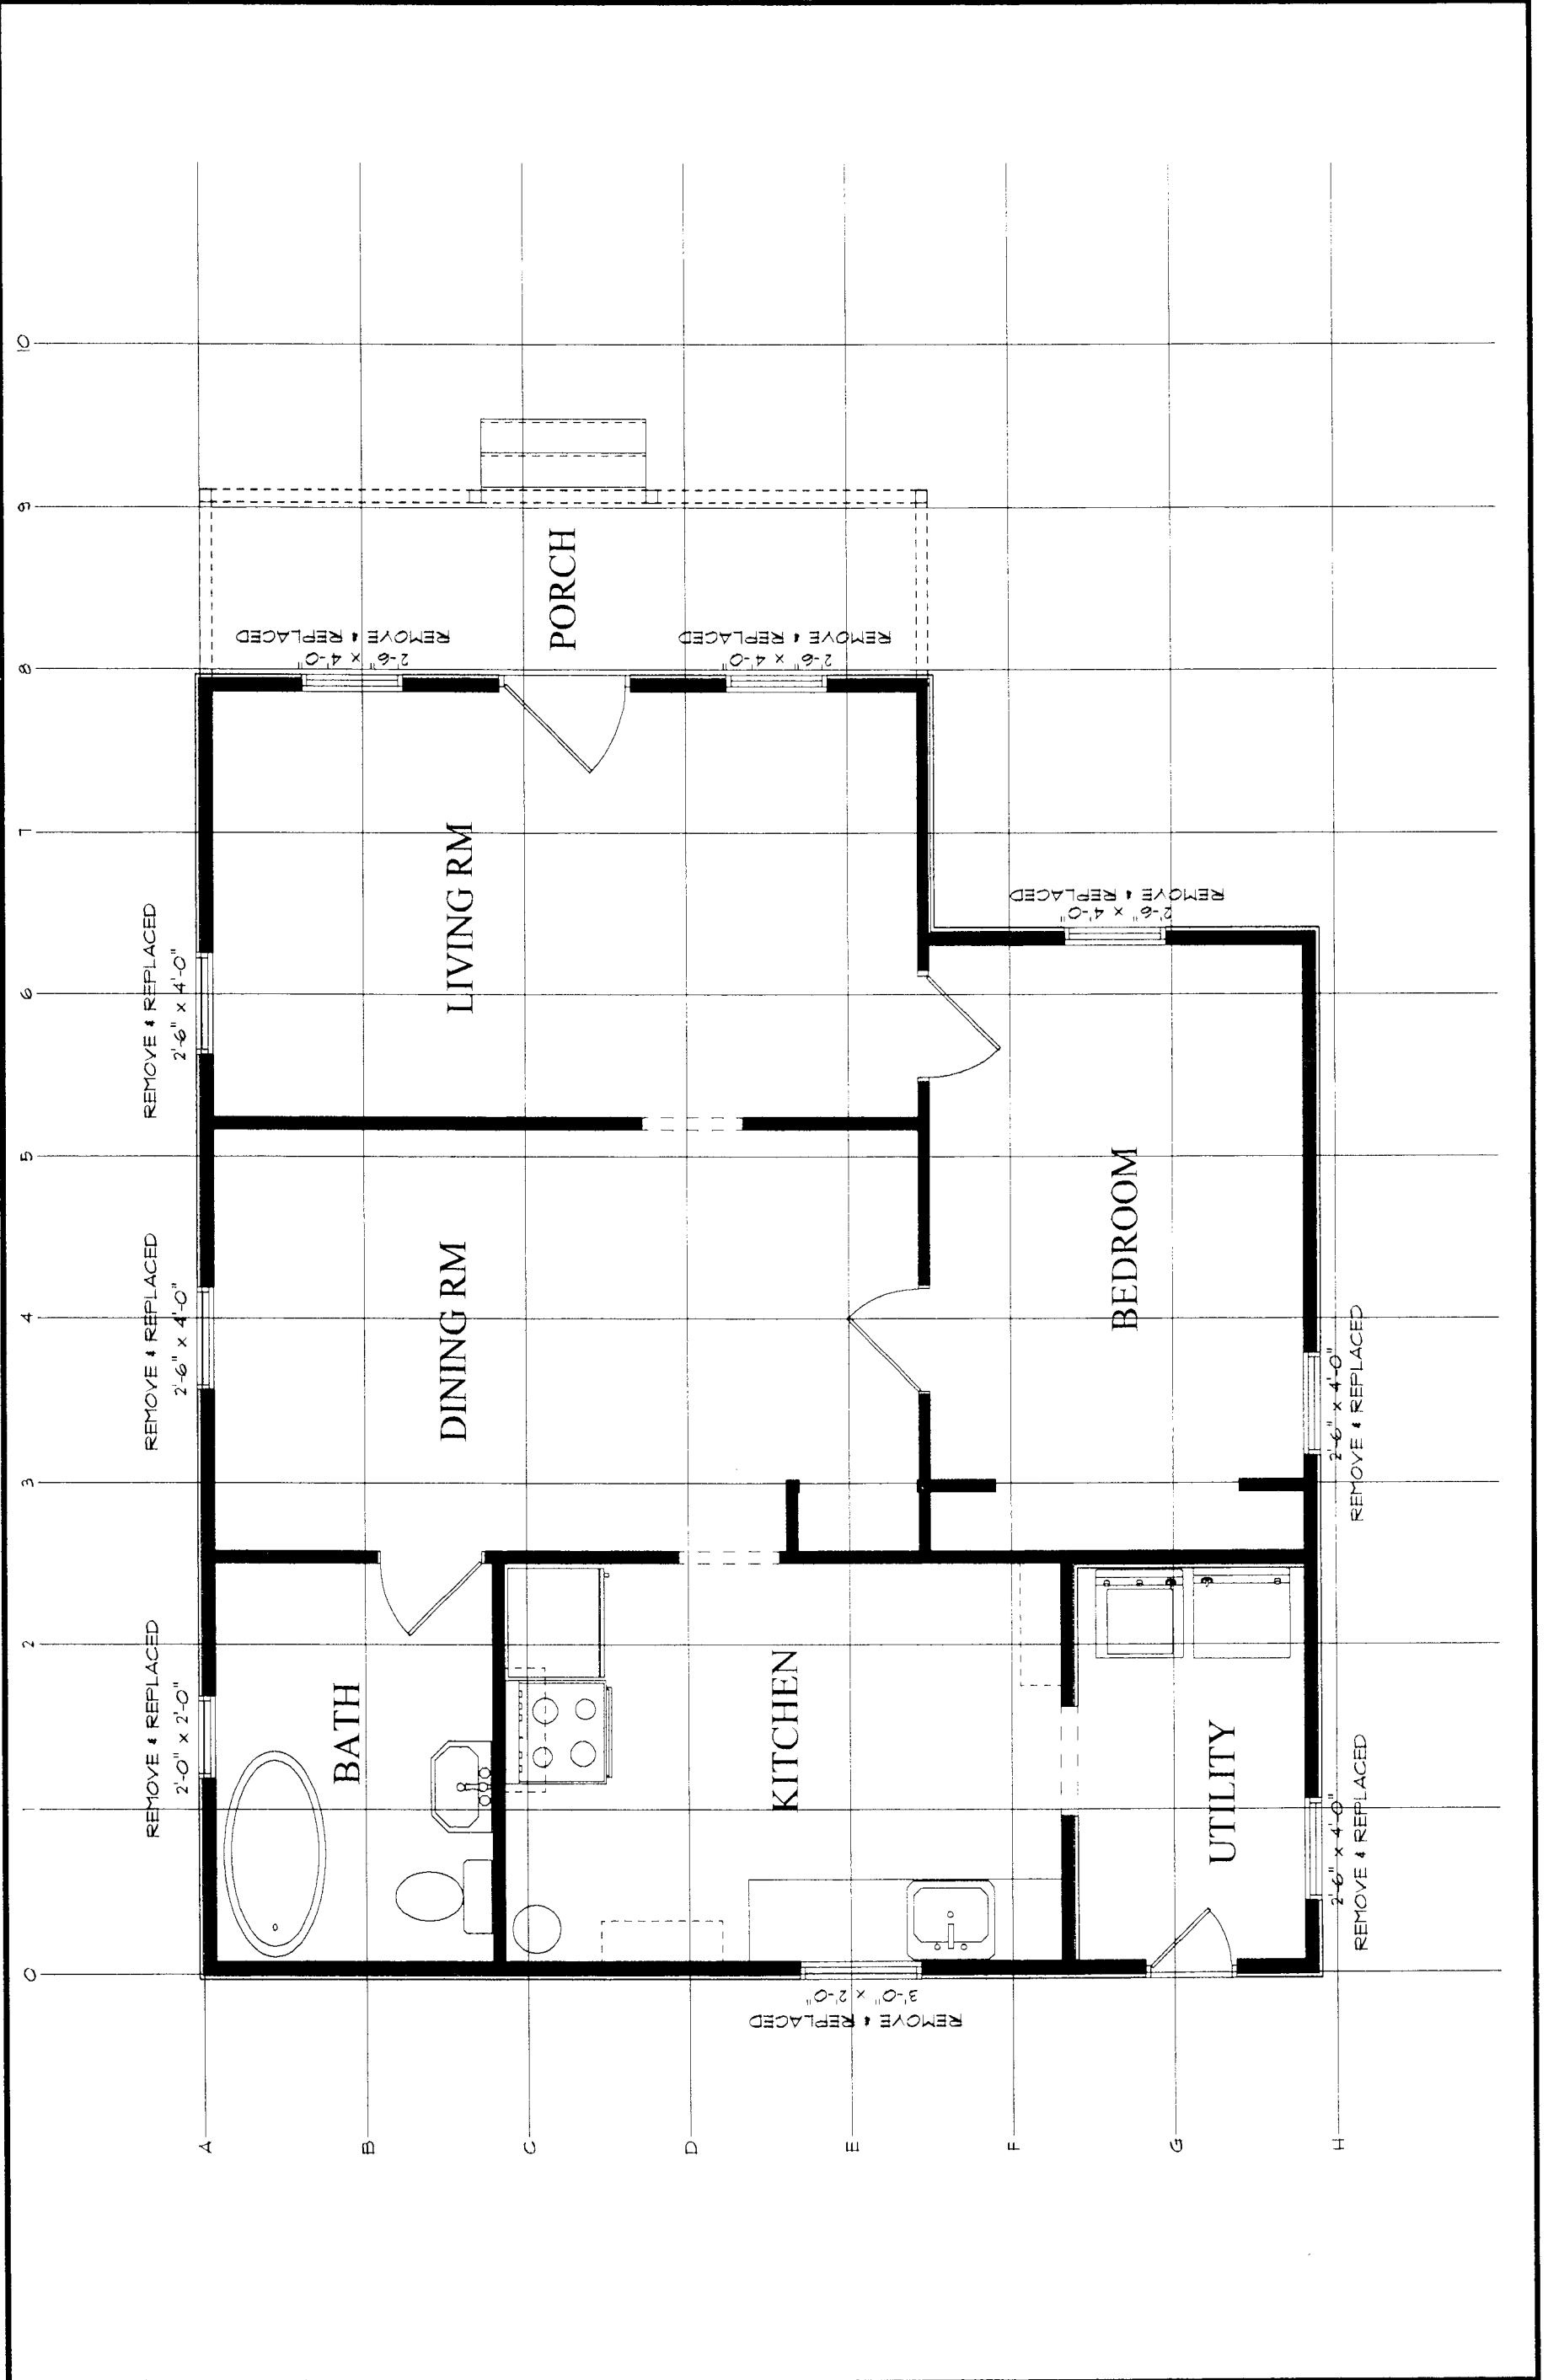 10
9
8
7
6
5
4
3
2
1
0
A
B
C
D
E
F
G
H
REMOVE & REPLACED
2'-6" x 4'-0"
REMOVE & REPLACED
2'-6" x 4'-0"
PORCH
LIVING RM
REMOVE & REPLACED
2'-6" x 4'-0"
REMOVE & REPLACED
2'-6" x 4'-0"
DINING RM
REMOVE & REPLACED
2'-6" x 4'-0"
BEDROOM
2'-6" x 4'-0"
REMOVE & REPLACED
REMOVE & REPLACED
2'-0" x 2'-0"
BATH
KITCHEN
UTILITY
2'-6" x 4'-0"
REMOVE & REPLACED
3'-0" x 2'-0"
REMOVE & REPLACED